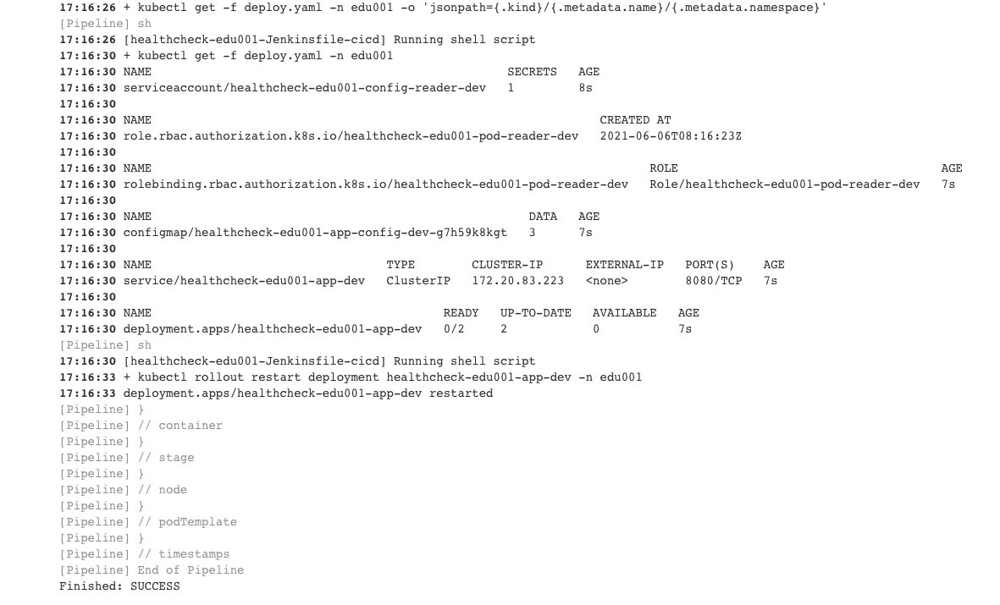 17:16:26 + kubectl get -f deploy.yaml -n edu001 -o 'jsonpath={.kind}/{.metadata.name}/{.metadata.namespace}'
[Pipeline] sh
17:16:26 [healthcheck-edu001-Jenkinsfile-cicd] Running shell script
17:16:30 + kubectl get -f deploy.yaml -n edu001
17:16:30 NAME SECRETS AGE
17:16:30 serviceaccount/healthcheck-edu001-config-reader-dev 1 8s
17:16:30
17:16:30 NAME CREATED AT
17:16:30 role.rbac.authorization.k8s.io/healthcheck-edu001-pod-reader-dev 2021-06-06T08:16:23Z
17:16:30
17:16:30 NAME ROLE AGE
17:16:30 rolebinding.rbac.authorization.k8s.io/healthcheck-edu001-pod-reader-dev Role/healthcheck-edu001-pod-reader-dev 7s
17:16:30
17:16:30 NAME DATA AGE
17:16:30 configmap/healthcheck-edu001-app-config-dev-g7h59k8kgt 3 7s
17:16:30
17:16:30 NAME TYPE CLUSTER-IP EXTERNAL-IP PORT(S) AGE
17:16:30 service/healthcheck-edu001-app-dev ClusterIP 172.20.83.223 <none> 8080/TCP 7s
17:16:30
17:16:30 NAME READY UP-TO-DATE AVAILABLE AGE
17:16:30 deployment.apps/healthcheck-edu001-app-dev 0/2 2 0 7s
[Pipeline] sh
17:16:30 [healthcheck-edu001-Jenkinsfile-cicd] Running shell script
17:16:33 + kubectl rollout restart deployment healthcheck-edu001-app-dev -n edu001
17:16:33 deployment.apps/healthcheck-edu001-app-dev restarted
[Pipeline] }
[Pipeline] // container
[Pipeline] }
[Pipeline] // stage
[Pipeline] }
[Pipeline] // node
[Pipeline] }
[Pipeline] // podTemplate
[Pipeline] }
[Pipeline] // timestamps
[Pipeline] End of Pipeline
Finished: SUCCESS